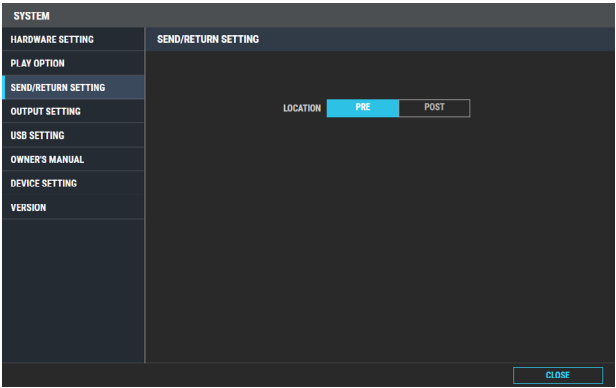 SYSTEM
HARDWARE SETTING
SEND/RETURN SETTING
PLAY OPTION
SEND/RETURN SETTING
OUTPUT SETTING
USB SETTING
OWNER'S MANUAL
DEVICE SETTING
VERSION
LOCATION PRE POST
CLOSE